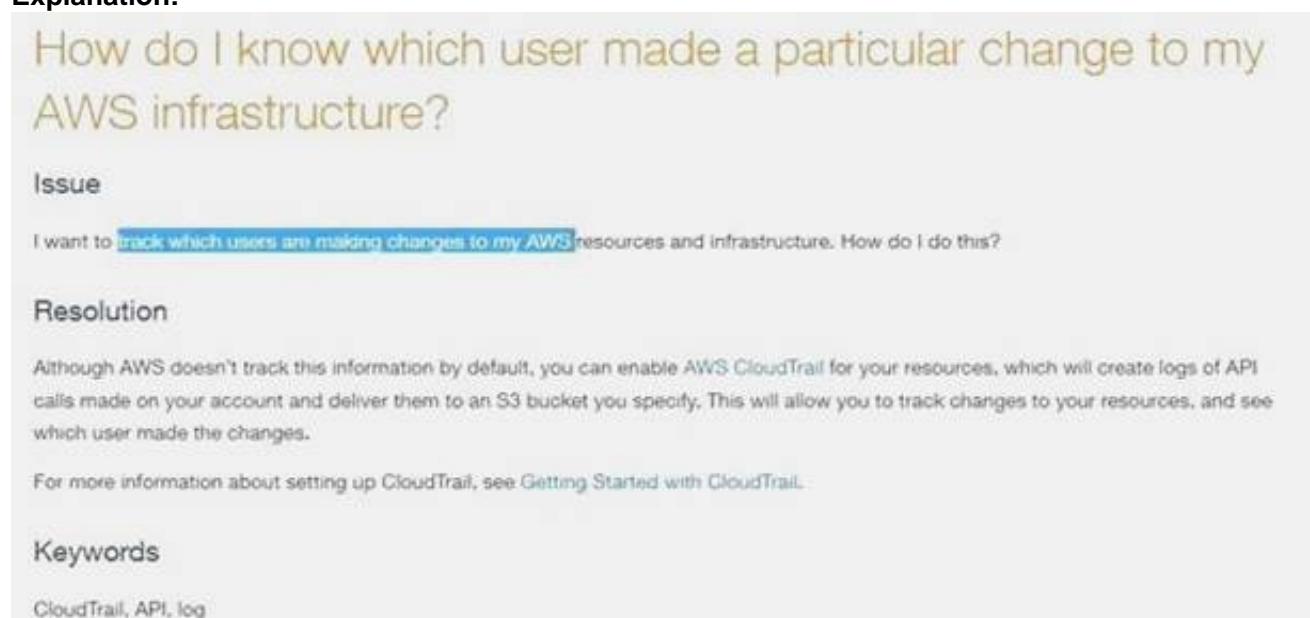 Explanation:
How do I know which user made a particular change to my
AWS infrastructure?
Issue
I want to track which users are making changes to my AWS resources and infrastructure. How do I do this?
Resolution
Although AWS doesn't track this information by default, you can enable AWS CloudTrail for your resources, which will create logs of API
calls made on your account and deliver them to an S3 bucket you specify. This will allow you to track changes to your resources, and see
which user made the changes.
For more information about setting up CloudTrail, see Getting Started with CloudTrail.
Keywords
CloudTrail, API, log